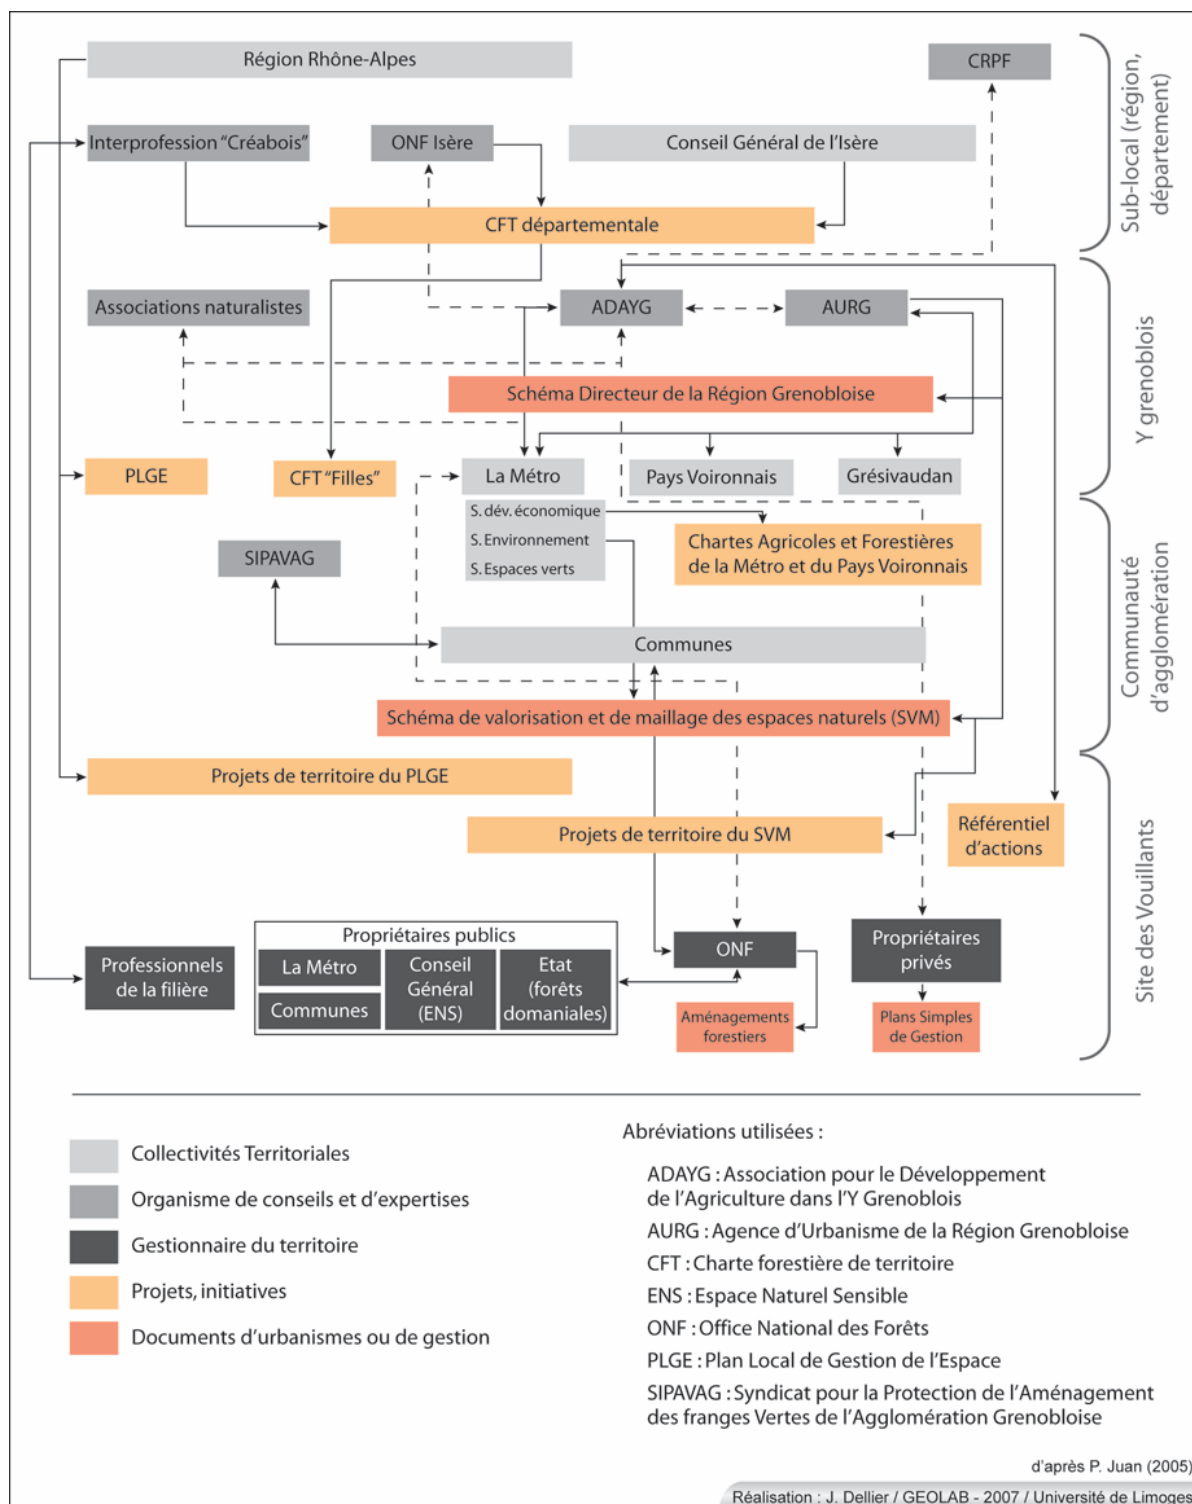 Région Rhône-Alpes
CRPF
Sub-local (région,
département)
Interprofession “Créabois”
ONF Isère
Conseil Général de l'Isère
CFT départementale
Associations naturalistes
ADAYG
AURG
Y grenoblois
Schéma Directeur de la Région Grenobloise
PLGE
CFT “Filles”
La Métro
Pays Voironnais
Grésivaudan
S. dév. économique
S. Environnement
S. Espaces verts
Chartes Agricoles et Forestières
de la Métro et du Pays Voironnais
SIPAVAG
Communauté
d'agglomération
Communes
Schéma de valorisation et de maillage des espaces naturels (SVM)
Projets de territoire du PLGE
Projets de territoire du SVM
Référentiel
d'actions
Site des Vouillants
Professionnels
de la filière
Propriétaires publics
La Métro
Communes
Conseil
Général
(ENS)
Etat
(forêts
domaniales)
ONF
Propriétaires
privés
Aménagements
forestiers
Plans Simples
de Gestion
Collectivités Territoriales
Organisme de conseils et d'expertises
Gestionnaire du territoire
Projets, initiatives
Documents d'urbanismes ou de gestion
Abréviations utilisées :
ADAYG : Association pour le Développement
de l'Agriculture dans l'Y Grenoblois
AURG : Agence d'Urbanisme de la Région Grenobloise
CFT : Charte forestière de territoire
ENS : Espace Naturel Sensible
ONF : Office National des Forêts
PLGE : Plan Local de Gestion de l'Espace
SIPAVAG : Syndicat pour la Protection de l'Aménagement
des franges Vertes de l'Agglomération Grenobloise
d'après P. Juan (2005)
Réalisation : J. Dellier / GEOLAB - 2007 / Université de Limoges